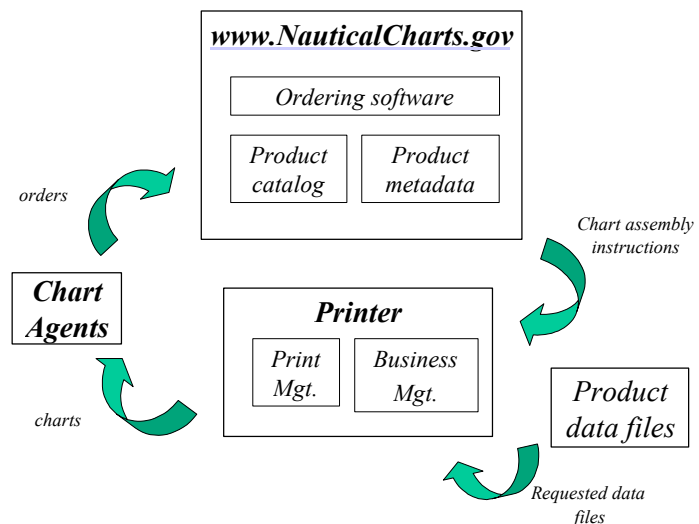 www.NauticalCharts.gov
Ordering software
Product
catalog
Product
metadata
orders
Chart assembly
instructions
Chart
Agents
Printer
Print
Mgt.
Business
Mgt.
Product
data files
charts
Requested data
files